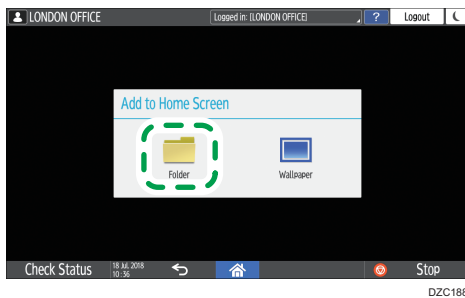 LONDON OFFICE
Logged in: [LONDON OFFICE]
?
Logout
Add to Home Screen
Folder
Wallpaper
Check Status
18 Jul, 2018
10:36
Stop
DZC188